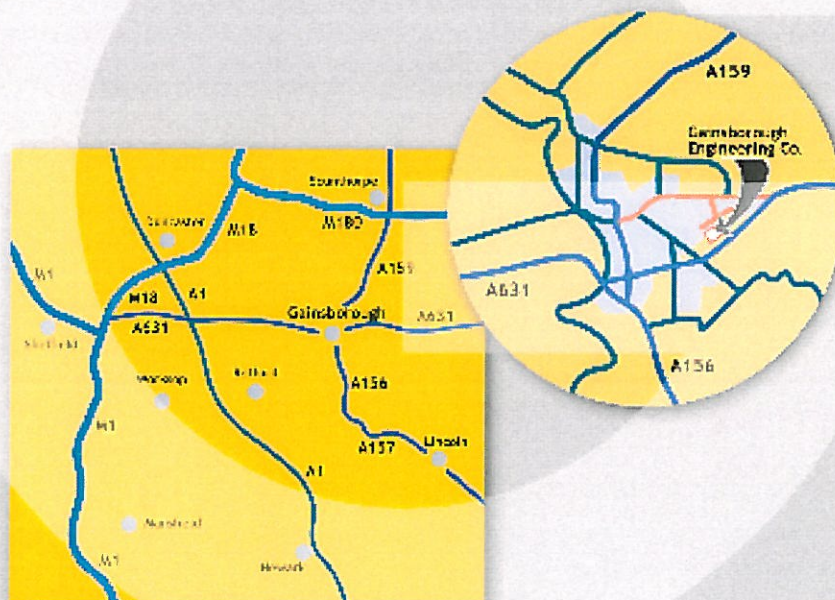 A159
Gainsborough
Engineering Co.
A631
A156
Scunthorpe
Doncaster
M18
M180
A159
M1
M18
A1
A631
Gainsborough
A631
Sheffield
Worksop
Retford
A156
M1
A157
Lincoln
A1
Mansfield
M1
Newark